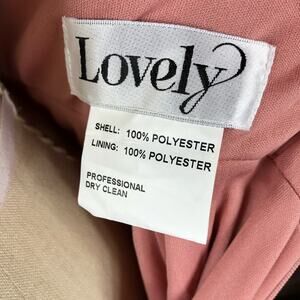 Lovely
SHELL: 100% POLYESTER
LINING: 100% POLYESTER
PROFESSIONAL
DRY CLEAN